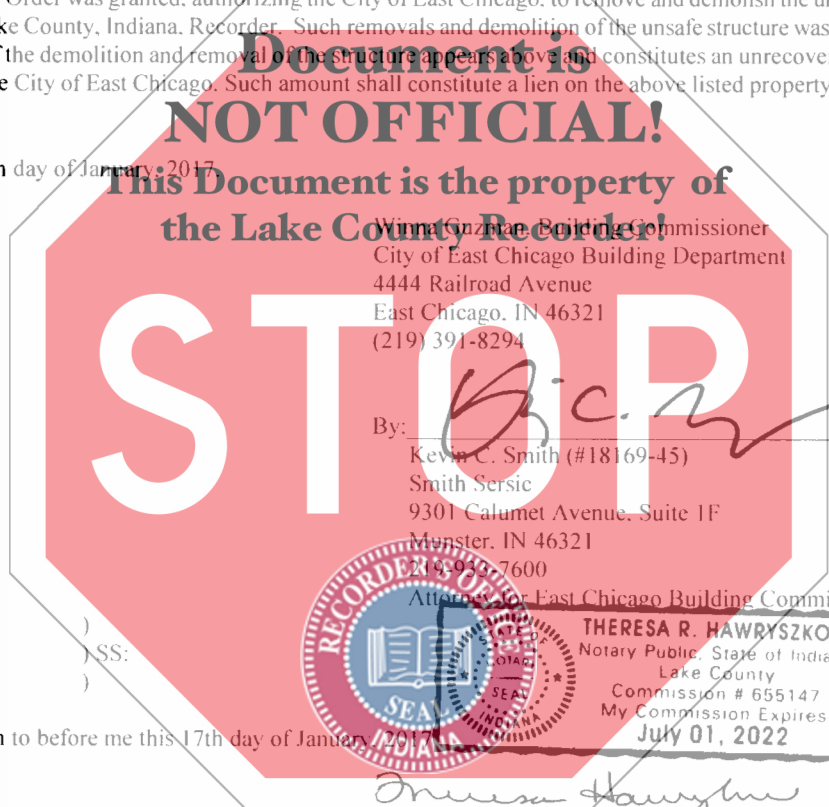 Order was granted, authorizing the City of East Chicago, to remove and demolish the
ke County, Indiana, Recorder. Such removals and demolition of the unsafe structure was
f the demolition and removal of the structure appears above and constitutes an unrecove
e City of East Chicago. Such amount shall constitute a lien on the above listed property
Document is
NOT OFFICIAL!
This Document is the property of
the Lake County Recorder!
day of January, 2017.
Winna Guzman, Building Commissioner
City of East Chicago Building Department
4444 Railroad Avenue
East Chicago, IN 46321
(219) 391-8294
STOP
By:
Kevin C. Smith (#18169-45)
Smith Sersic
9301 Calumet Avenue, Suite 1F
Munster, IN 46321
219-933-7600
Attorney for East Chicago Building Commi
)
) SS:
)
RECORDER'S OFFICE
SEAL
INDIANA
STATE OF
NOTARY
SEAL
INDIANA
THERESA R. HAWRYSZKO
Notary Public, State of India
Lake County
Commission # 655147
My Commission Expires
July 01, 2022
n to before me this 17th day of January, 2017
Theresa